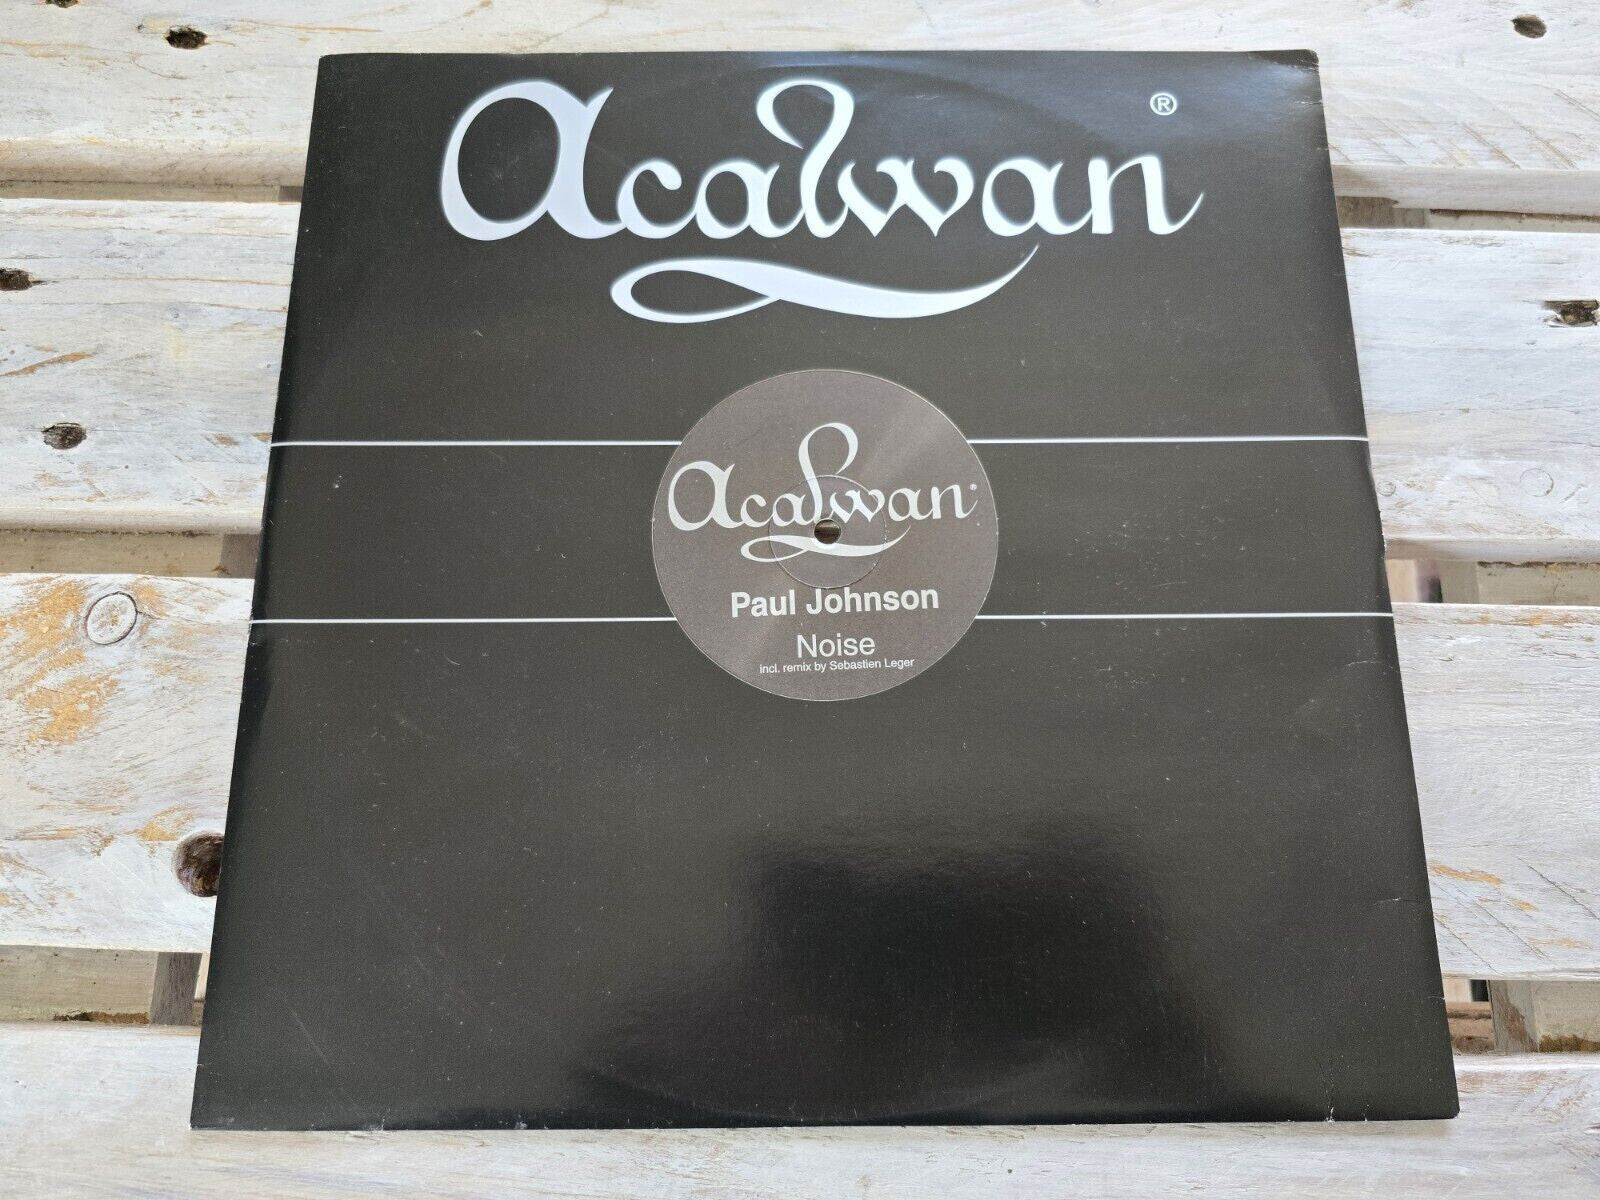 Acalwan ®
Acalwan ®
Paul Johnson
Noise
incl. remix by Sebastien Leger